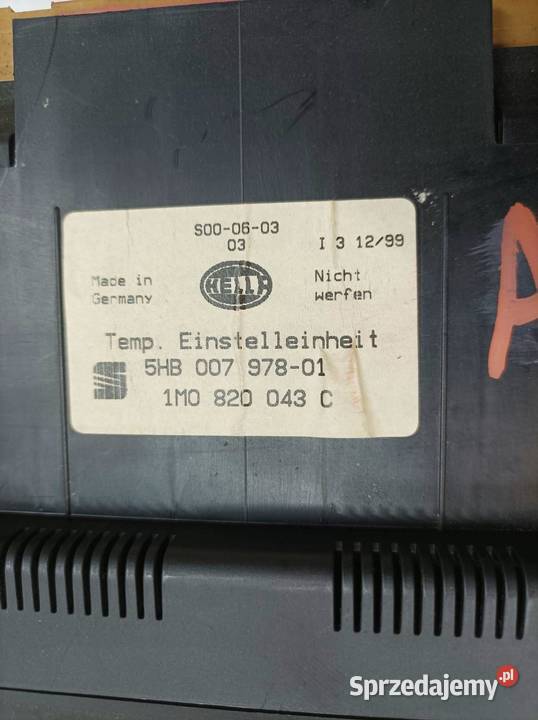 S00-06-03
03
I 3 12/99
Made in
Germany
HELLA
Nicht
werfen
Temp. Einstelleinheit
5HB 007 978-01
1M0 820 043 C
A
Sprzedajemy.pl